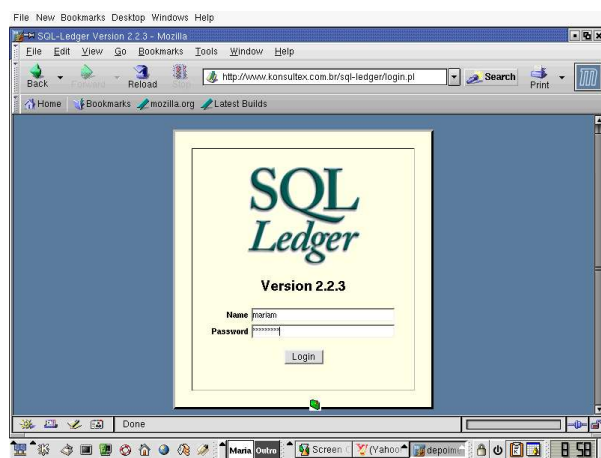 File New Bookmarks Desktop Windows Help
SQL-Ledger Version 2.2.3 - Mozilla
File Edit View Go Bookmarks Tools Window Help
Back Forward Reload Stop http://www.konsultex.com.br/sql-ledger/login.pl Search Print
Home Bookmarks mozilla.org Latest Builds
SQL
Ledger
Version 2.2.3
Name mariam
Password *********
Login
Done
Maria Outro Screen (Yahoo depoim 8 58